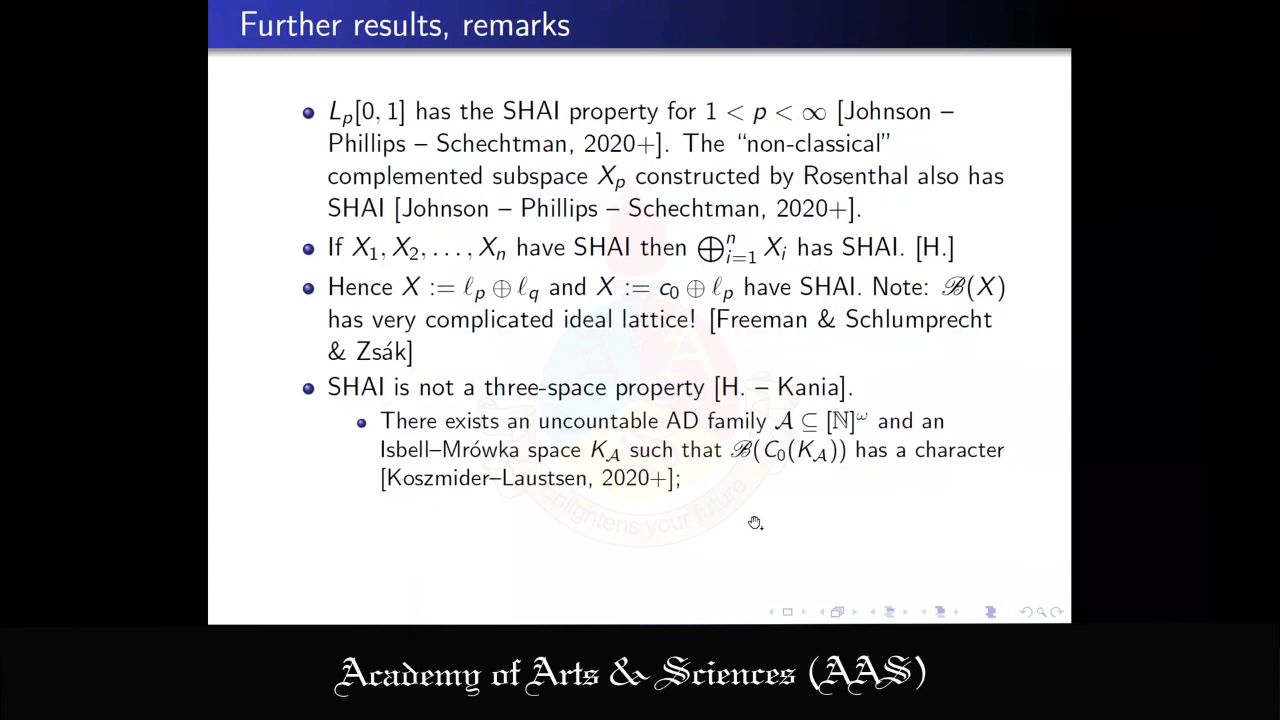 Further results, remarks
L_p[0, 1] has the SHAI property for 1 < p < ∞ [Johnson –
Phillips – Schechtman, 2020+]. The “non-classical”
complemented subspace X_p constructed by Rosenthal also has
SHAI [Johnson – Phillips – Schechtman, 2020+].
If X_1, X_2, . . . , X_n have SHAI then ⊕_{i=1}^n X_i has SHAI. [H.]
Hence X := ℓ_p ⊕ ℓ_q and X := c_0 ⊕ ℓ_p have SHAI. Note: ℬ(X)
has very complicated ideal lattice! [Freeman & Schlumprecht
& Zsák]
SHAI is not a three-space property [H. – Kania].
There exists an uncountable AD family 𝒜 ⊆ [ℕ]^ω and an
Isbell–Mrówka space K_𝒜 such that ℬ(C_0(K_𝒜)) has a character
[Koszmider–Laustsen, 2020+];
enlightens your future
Academy of Arts & Sciences (AAS)